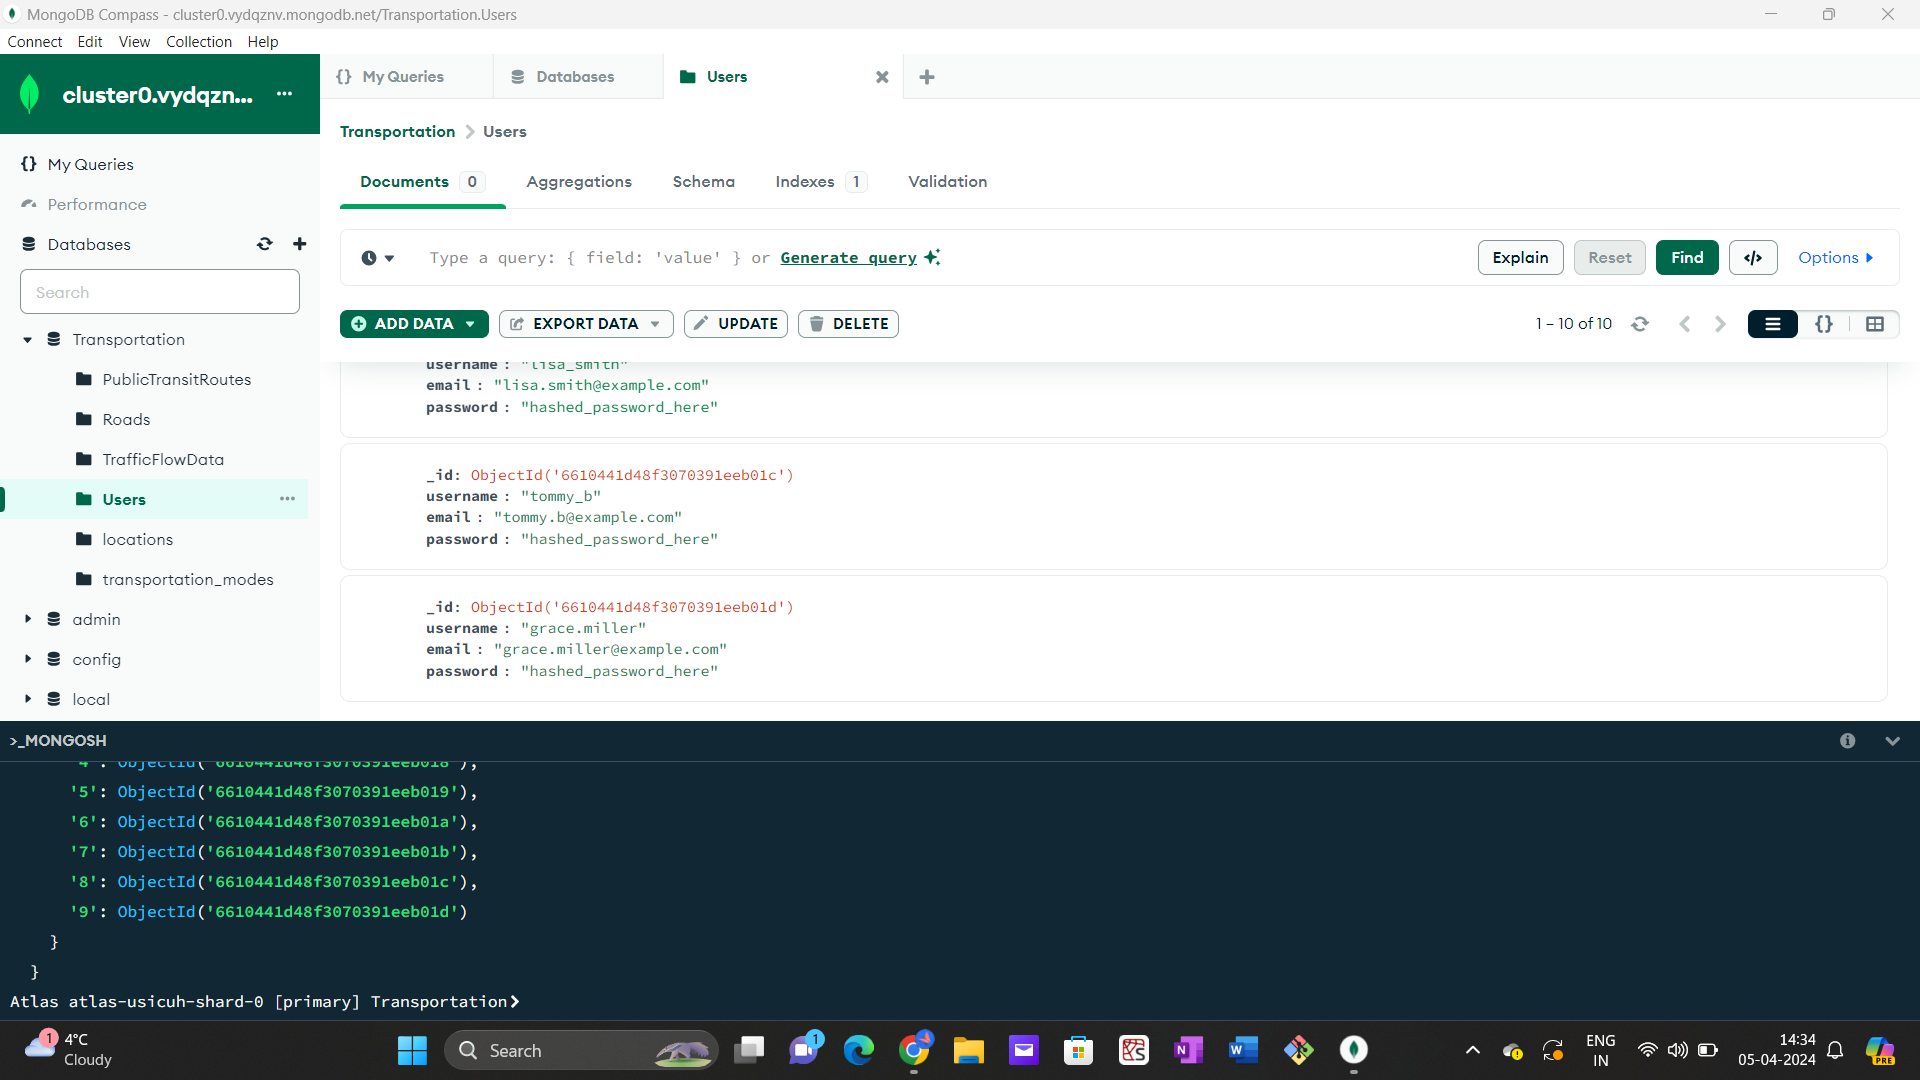 MongoDB Compass - cluster0.vydqznv.mongodb.net/Transportation.Users
Connect Edit View Collection Help
cluster0.vydqzn... ...
{} My Queries
Databases
Users
Transportation > Users
{} My Queries
Performance
Databases
Search
Transportation
PublicTransitRoutes
Roads
TrafficFlowData
Users
locations
transportation_modes
admin
config
local
Documents 0 Aggregations Schema Indexes 1 Validation
Type a query: { field: 'value' } or Generate query
Explain Reset Find </> Options
ADD DATA EXPORT DATA UPDATE DELETE
1 – 10 of 10
{}
username : "lisa_smith"
email : "lisa.smith@example.com"
password : "hashed_password_here"
_id: ObjectId('6610441d48f3070391eeb01c')
username : "tommy_b"
email : "tommy.b@example.com"
password : "hashed_password_here"
_id: ObjectId('6610441d48f3070391eeb01d')
username : "grace.miller"
email : "grace.miller@example.com"
password : "hashed_password_here"
>_MONGOSH
'4': ObjectId('6610441d48f3070391eeb018'),
'5': ObjectId('6610441d48f3070391eeb019'),
'6': ObjectId('6610441d48f3070391eeb01a'),
'7': ObjectId('6610441d48f3070391eeb01b'),
'8': ObjectId('6610441d48f3070391eeb01c'),
'9': ObjectId('6610441d48f3070391eeb01d')
}
}
Atlas atlas-usicuh-shard-0 [primary] Transportation>
1
4°C
Cloudy
Search
1
N
W
ENG
IN
14:34
05-04-2024
PRE